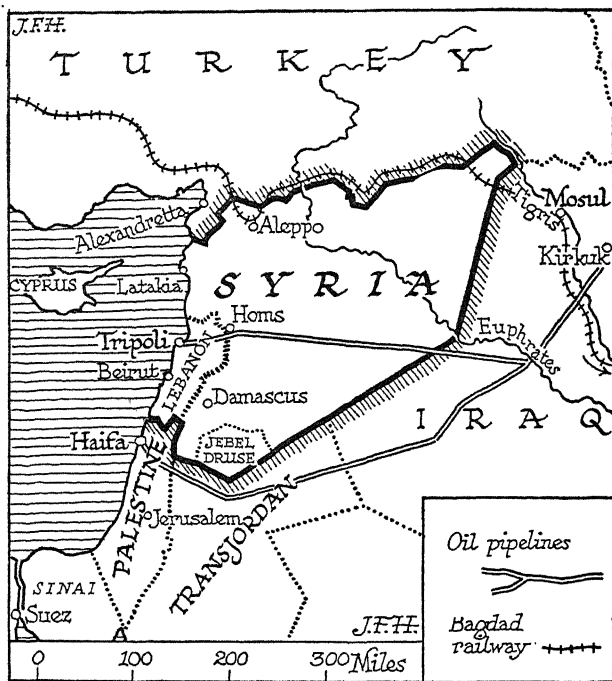 J.F.H.
TURKEY
Alexandretta
Aleppo
Tigris
Mosul
Kirkuk
CYPRUS
Latakia
SYRIA
Homs
Tripoli
LEBANON
Euphrates
Beirut
Damascus
IRAQ
Haifa
JEBEL
DRUSE
PALESTINE
Jerusalem
TRANSJORDAN
SINAI
Suez
J.F.H.
Oil pipelines
Bagdad
railway
0 100 200 300 Miles